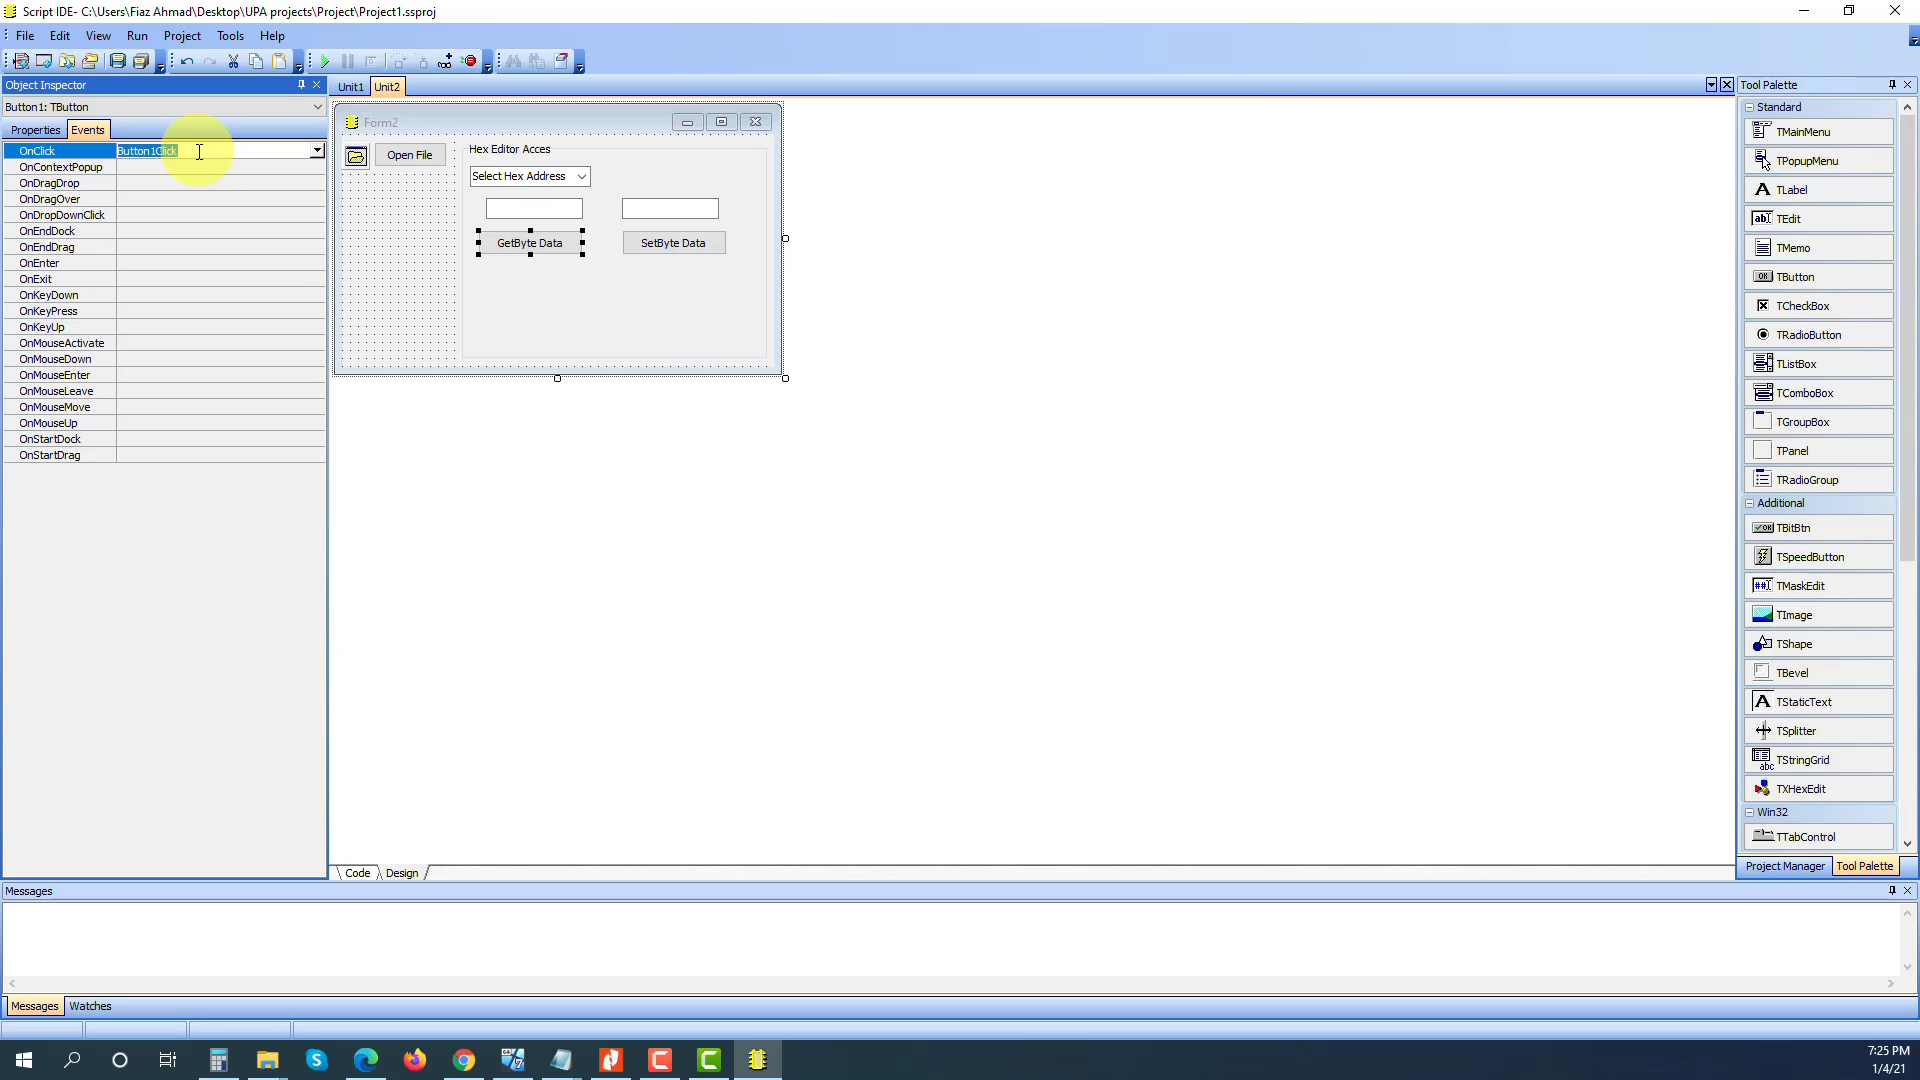 Script IDE- C:\Users\Fiaz Ahmad\Desktop\UPA projects\Project\Project1.ssproj
File Edit View Run Project Tools Help
Object Inspector
Button1: TButton
Properties Events
OnClick Button1Click
OnContextPopup
OnDragDrop
OnDragOver
OnDropDownClick
OnEndDock
OnEndDrag
OnEnter
OnExit
OnKeyDown
OnKeyPress
OnKeyUp
OnMouseActivate
OnMouseDown
OnMouseEnter
OnMouseLeave
OnMouseMove
OnMouseUp
OnStartDock
OnStartDrag
Unit1 Unit2
Form2
Open File
Hex Editor Acces
Select Hex Address
GetByte Data SetByte Data
Code Design
Tool Palette
Standard
TMainMenu
TPopupMenu
TLabel
TEdit
TMemo
TButton
TCheckBox
TRadioButton
TListBox
TComboBox
TGroupBox
TPanel
TRadioGroup
Additional
TBitBtn
TSpeedButton
TMaskEdit
TImage
TShape
TBevel
TStaticText
TSplitter
TStringGrid
TXHexEdit
Win32
TTabControl
Project Manager Tool Palette
Messages
Messages Watches
7:25 PM
1/4/21